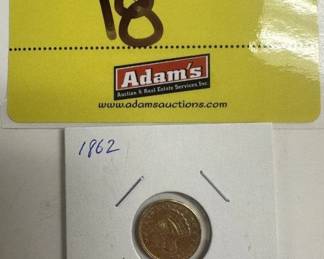 18
Adam's
Auction & Real Estate Services Inc
www.adamsauctions.com
1862